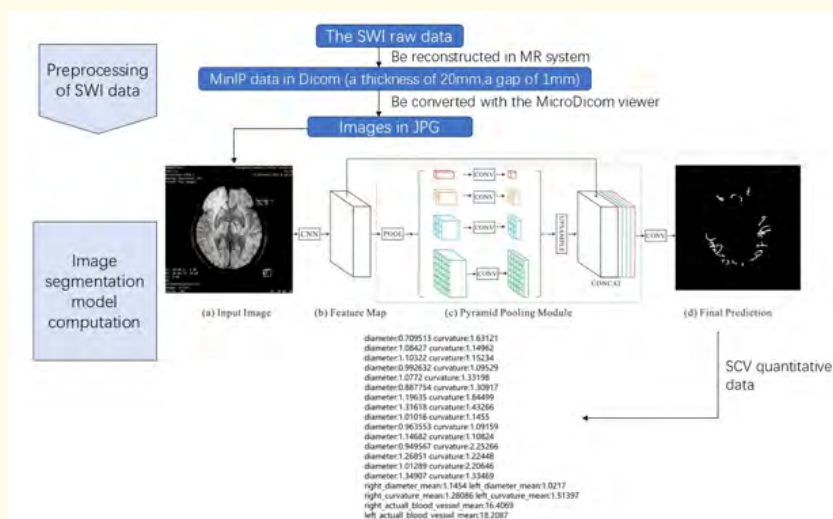 The SWI raw data
Be reconstructed in MR system
Preprocessing
of SWI data
MinIP data in Dicom (a thickness of 20mm,a gap of 1mm)
Be converted with the MicroDicom viewer
Images in JPG
Image
segmentation
model
computation
CNN
POOL
CONV
CONV
CONV
CONV
UPSAMPLE
CONCAT
CONV
(a) Input Image
(b) Feature Map
(c) Pyramid Pooling Module
(d) Final Prediction
SCV quantitative
data
diameter:0.709513 curvature:1.63121
diameter:1.08427 curvature:1.14962
diameter:1.10322 curvature:1.15234
diameter:0.992632 curvature:1.09529
diameter:1.0772 curvature:1.33198
diameter:0.887754 curvature:1.30917
diameter:1.19635 curvature:1.84499
diameter:1.31618 curvature:1.43266
diameter:1.01016 curvature:1.1455
diameter:0.963553 curvature:1.09159
diameter:1.14682 curvature:1.10824
diameter:0.949567 curvature:2.25266
diameter:1.26851 curvature:1.22448
diameter:1.01289 curvature:2.20646
diameter:1.34907 curvature:1.33469
right_diameter_mean:1.1454 left_diameter_mean:1.0217
right_curvature_mean:1.28086 left_curvature_mean:1.51397
right_actuall_blood_vesswl_mean:16.4069
left_actuall_blood_vesswl_mean:18.2087